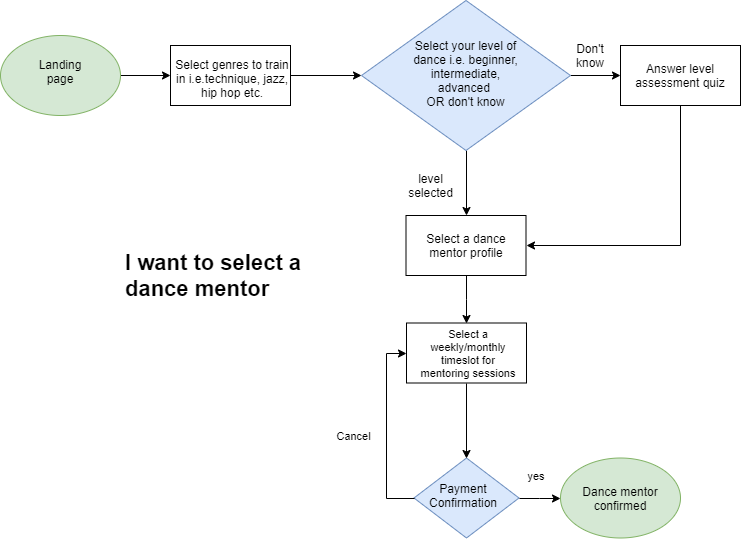 Landing
page
Select genres to train
in i.e.technique, jazz,
hip hop etc.
Select your level of
dance i.e. beginner,
intermediate,
advanced
OR don't know
Don't
know
Answer level
assessment quiz
level
selected
Select a dance
mentor profile
I want to select a
dance mentor
Select a
weekly/monthly
timeslot for
mentoring sessions
Cancel
Payment
Confirmation
yes
Dance mentor
confirmed